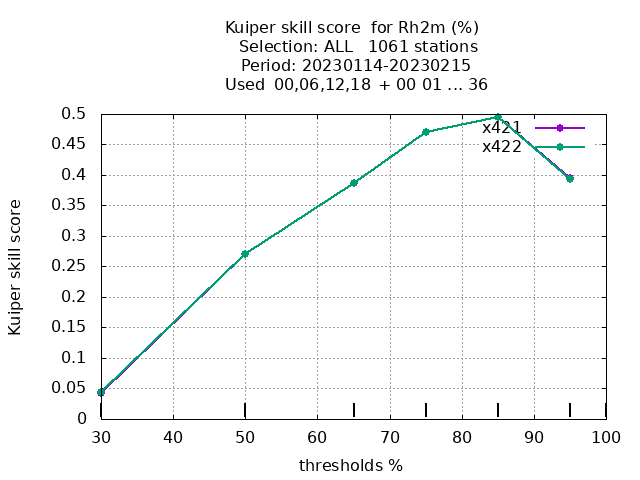 Kuiper skill score for Rh2m (%)
Selection: ALL 1061 stations
Period: 20230114-20230215
Used 00,06,12,18 + 00 01 ... 36
0.5
0.45
0.4
0.35
0.3
0.25
0.2
0.15
0.1
0.05
0
Kuiper skill score
x421
x422
30 40 50 60 70 80 90 100
thresholds %